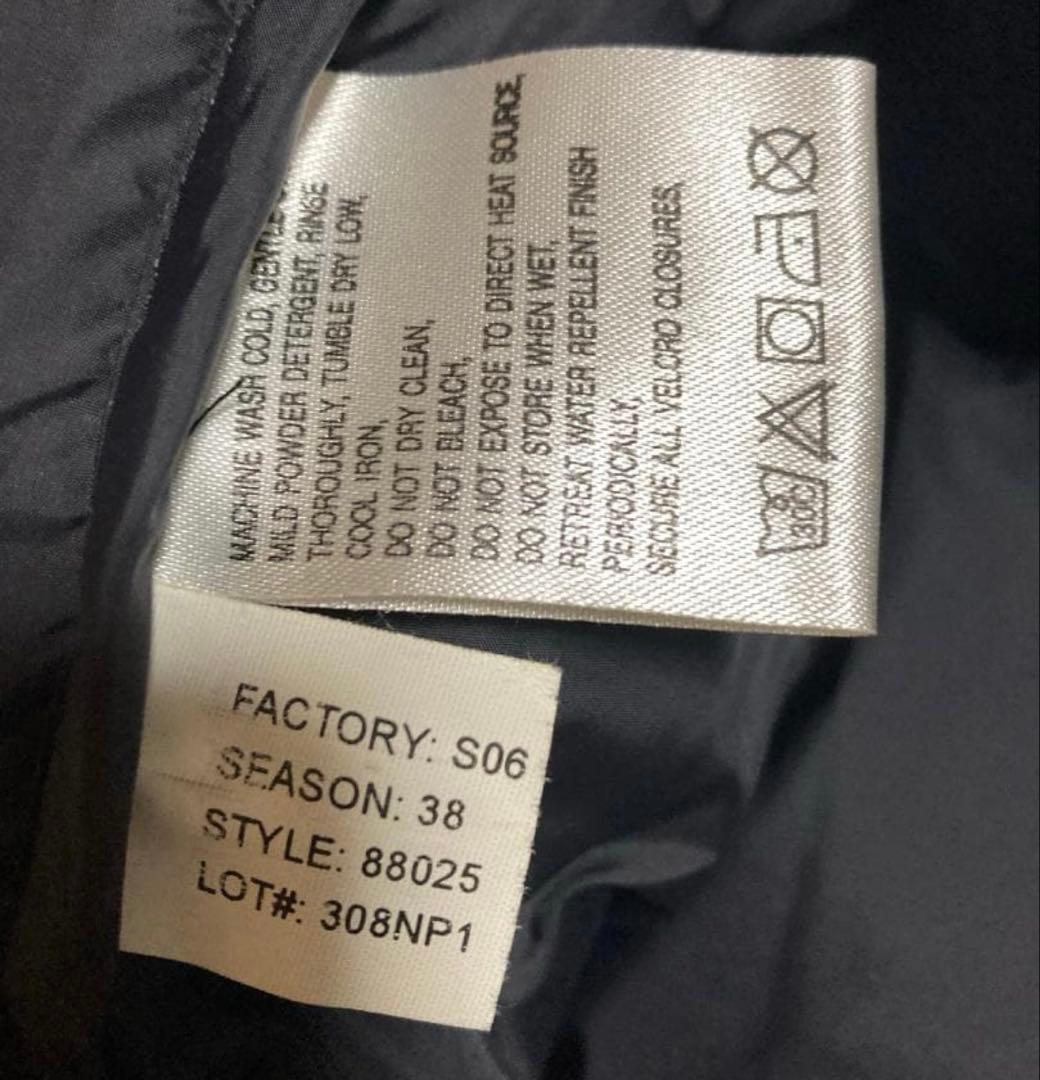 MACHINE WASH COLD, GENTLE
MILD POWDER DETERGENT, RINSE
THOROUGHLY, TUMBLE DRY LOW,
COOL IRON,
DO NOT DRY CLEAN,
DO NOT BLEACH,
DO NOT EXPOSE TO DIRECT HEAT SOURCE,
DO NOT STORE WHEN WET,
RETREAT WATER REPELLENT FINISH
PERIODICALLY,
SECURE ALL VELCRO CLOSURES,
30C
FACTORY: S06
SEASON: 38
STYLE: 88025
LOT#: 308NP1